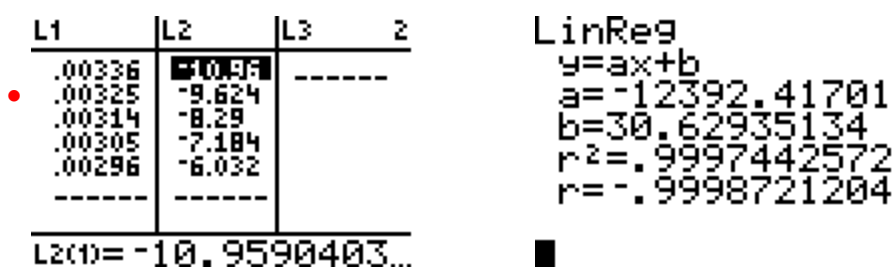 L1 L2 L3 2
.00336 -10.96 ------
.00325 -9.624
.00314 -8.29
.00305 -7.184
.00296 -6.032
------ ------
L2(1)= -10.9590403...
LinReg
y=ax+b
a=-12392.41701
b=30.62935134
r²=.9997442572
r=-.9998721204